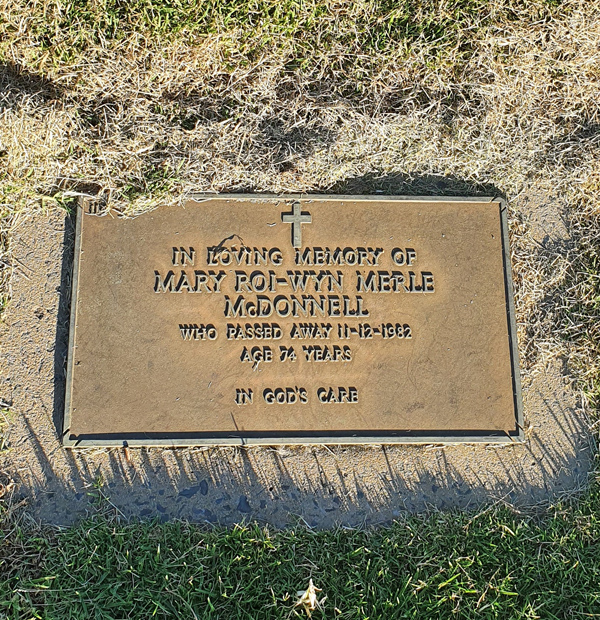 IN LOVING MEMORY OF
MARY ROI-WYN MERLE
McDONNELL
WHO PASSED AWAY 11-12-1982
AGE 74 YEARS
IN GOD'S CARE